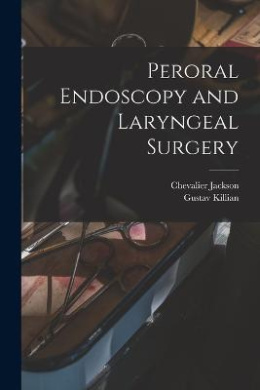 Peroral
Endoscopy and
Laryngeal
Surgery
Chevalier Jackson
Gustav Killian